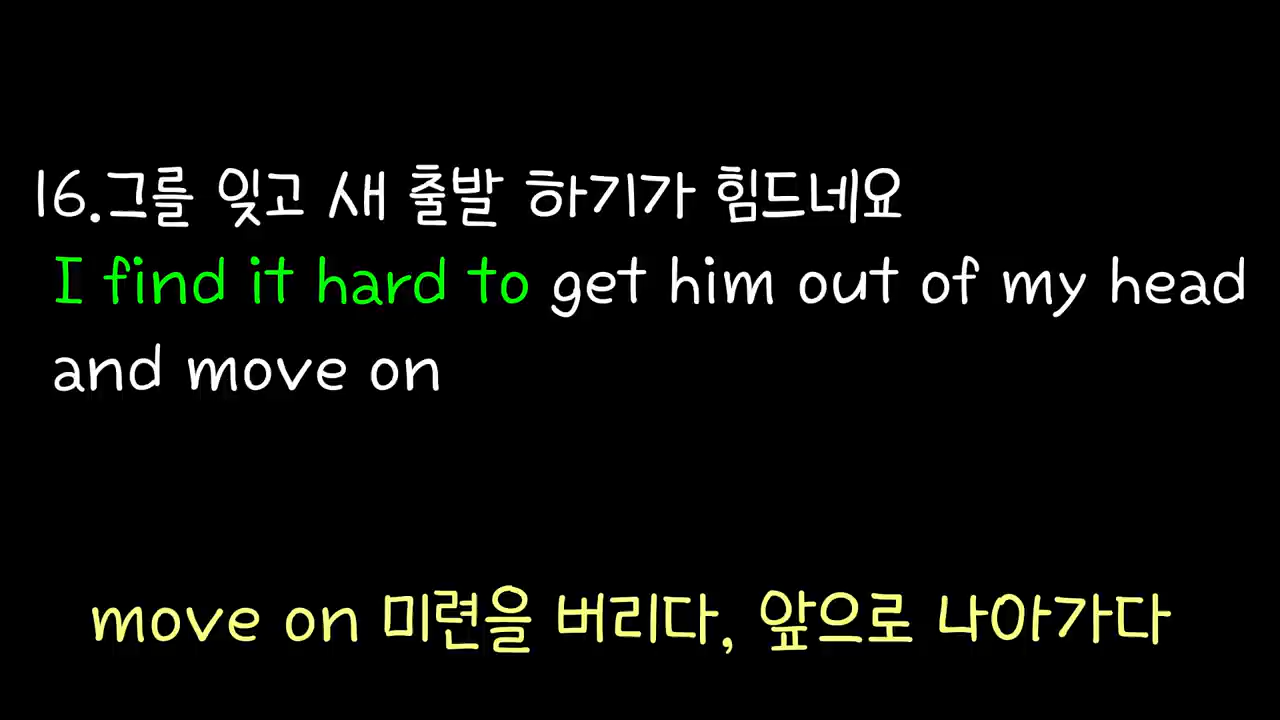 16.그를 잊고 새 출발 하기가 힘드네요
I find it hard to get him out of my head
and move on
move on 미련을 버리다, 앞으로 나아가다